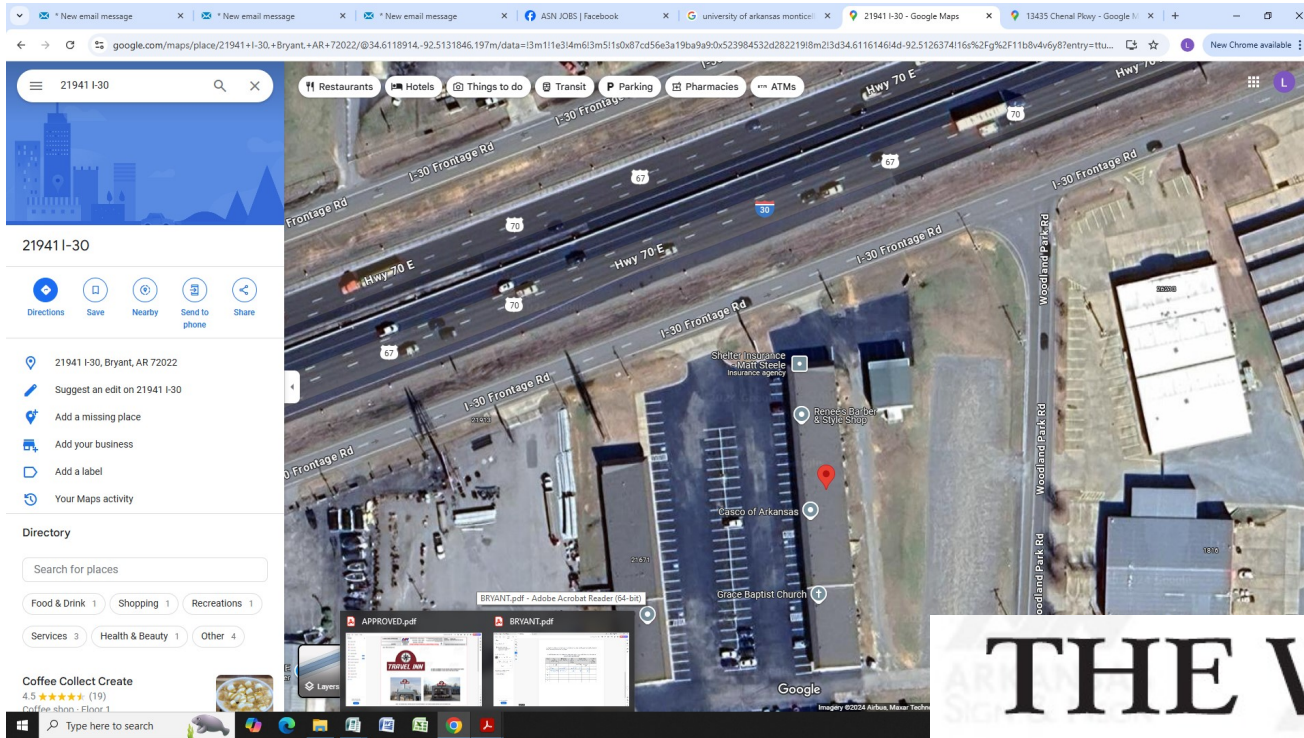 * New email message
* New email message
* New email message
ASN JOBS | Facebook
university of arkansas monticell
21941 I-30 - Google Maps
13435 Chenal Pkwy - Google M
google.com/maps/place/21941+I-30,+Bryant,+AR+72022/@34.6118914,-92.5131846,197m/data=!3m1!1e3!4m6!3m5!1s0x87cd56e3a19ba9a9:0x523984532d282219!8m2!3d34.6116146!4d-92.5126374!16s%2Fg%2F11b8v4v6y8?entry=ttu...
L
New Chrome available
21941 I-30
Restaurants
Hotels
Things to do
Transit
P Parking
Pharmacies
ATMs
L
21941 I-30
Directions
Save
Nearby
Send to
phone
Share
21941 I-30, Bryant, AR 72022
Suggest an edit on 21941 I-30
Add a missing place
Add your business
Add a label
Your Maps activity
Directory
Search for places
Food & Drink 1
Shopping 1
Recreations 1
Services 3
Health & Beauty 1
Other 4
Coffee Collect Create
4.5 (19)
Coffee shop · Floor 1
Hwy 70 E
Hwy 70
I-30 Frontage Rd
70
I-30 Frontage Rd
67
67
I-30 Frontage Rd
Frontage Rd
30
70
I-30 Frontage Rd
Woodland Park Rd
Hwy 70 E
Hwy 70 E
70
I-30 Frontage Rd
67
Shelter Insurance
Matt Steele
Insurance agency
I-30 Frontage Rd
Renee's Barber
& Style Shop
Woodland Park Rd
Frontage Rd
Casco of Arkansas
Woodland Park Rd
1816
Grace Baptist Church
BRYANT.pdf - Adobe Acrobat Reader (64-bit)
APPROVED.pdf
BRYANT.pdf
TRAVEL INN
Layers
Google
Imagery ©2024 Airbus, Maxar Techn
Type here to search
THE